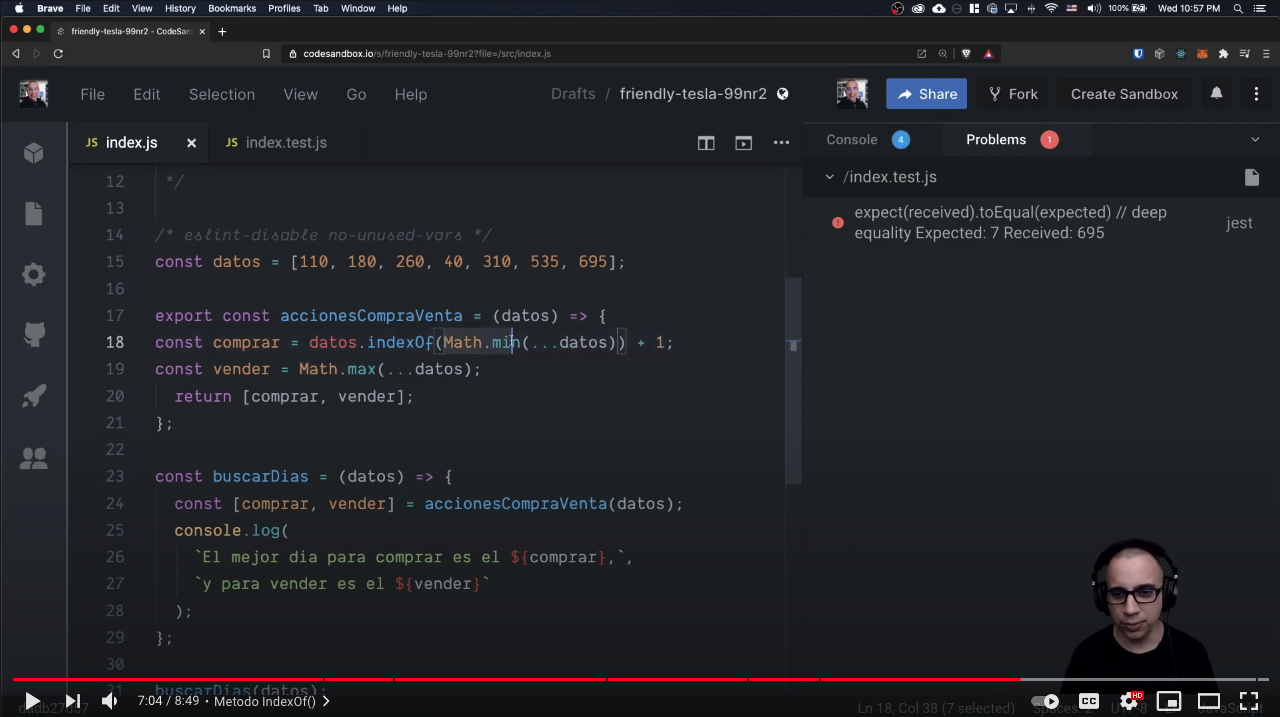 Brave File Edit View History Bookmarks Profiles Tab Window Help
100% Wed 10:57 PM
friendly-tesla-99nr2 - CodeSan
codesandbox.io/s/friendly-tesla-99nr2?file=/src/index.js
File Edit Selection View Go Help
Drafts / friendly-tesla-99nr2
Share Fork Create Sandbox
JS index.js JS index.test.js
Console 4 Problems 1
/index.test.js
expect(received).toEqual(expected) // deep
equality Expected: 7 Received: 695
jest
12 */
13
14 /* eslint-disable no-unused-vars */
15 const datos = [110, 180, 260, 40, 310, 535, 695];
16
17 export const accionesCompraVenta = (datos) => {
18 const comprar = datos.indexOf(Math.min(...datos)) + 1;
19 const vender = Math.max(...datos);
20 return [comprar, vender];
21 };
22
23 const buscarDias = (datos) => {
24 const [comprar, vender] = accionesCompraVenta(datos);
25 console.log(
26 `El mejor dia para comprar es el ${comprar},`,
27 `y para vender es el ${vender}`
28 );
29 };
30
31 buscarDias(datos);
7:04 / 8:49 • Metodo IndexOf()
CC HD
Ln 18, Col 38 (7 selected) JavaScript